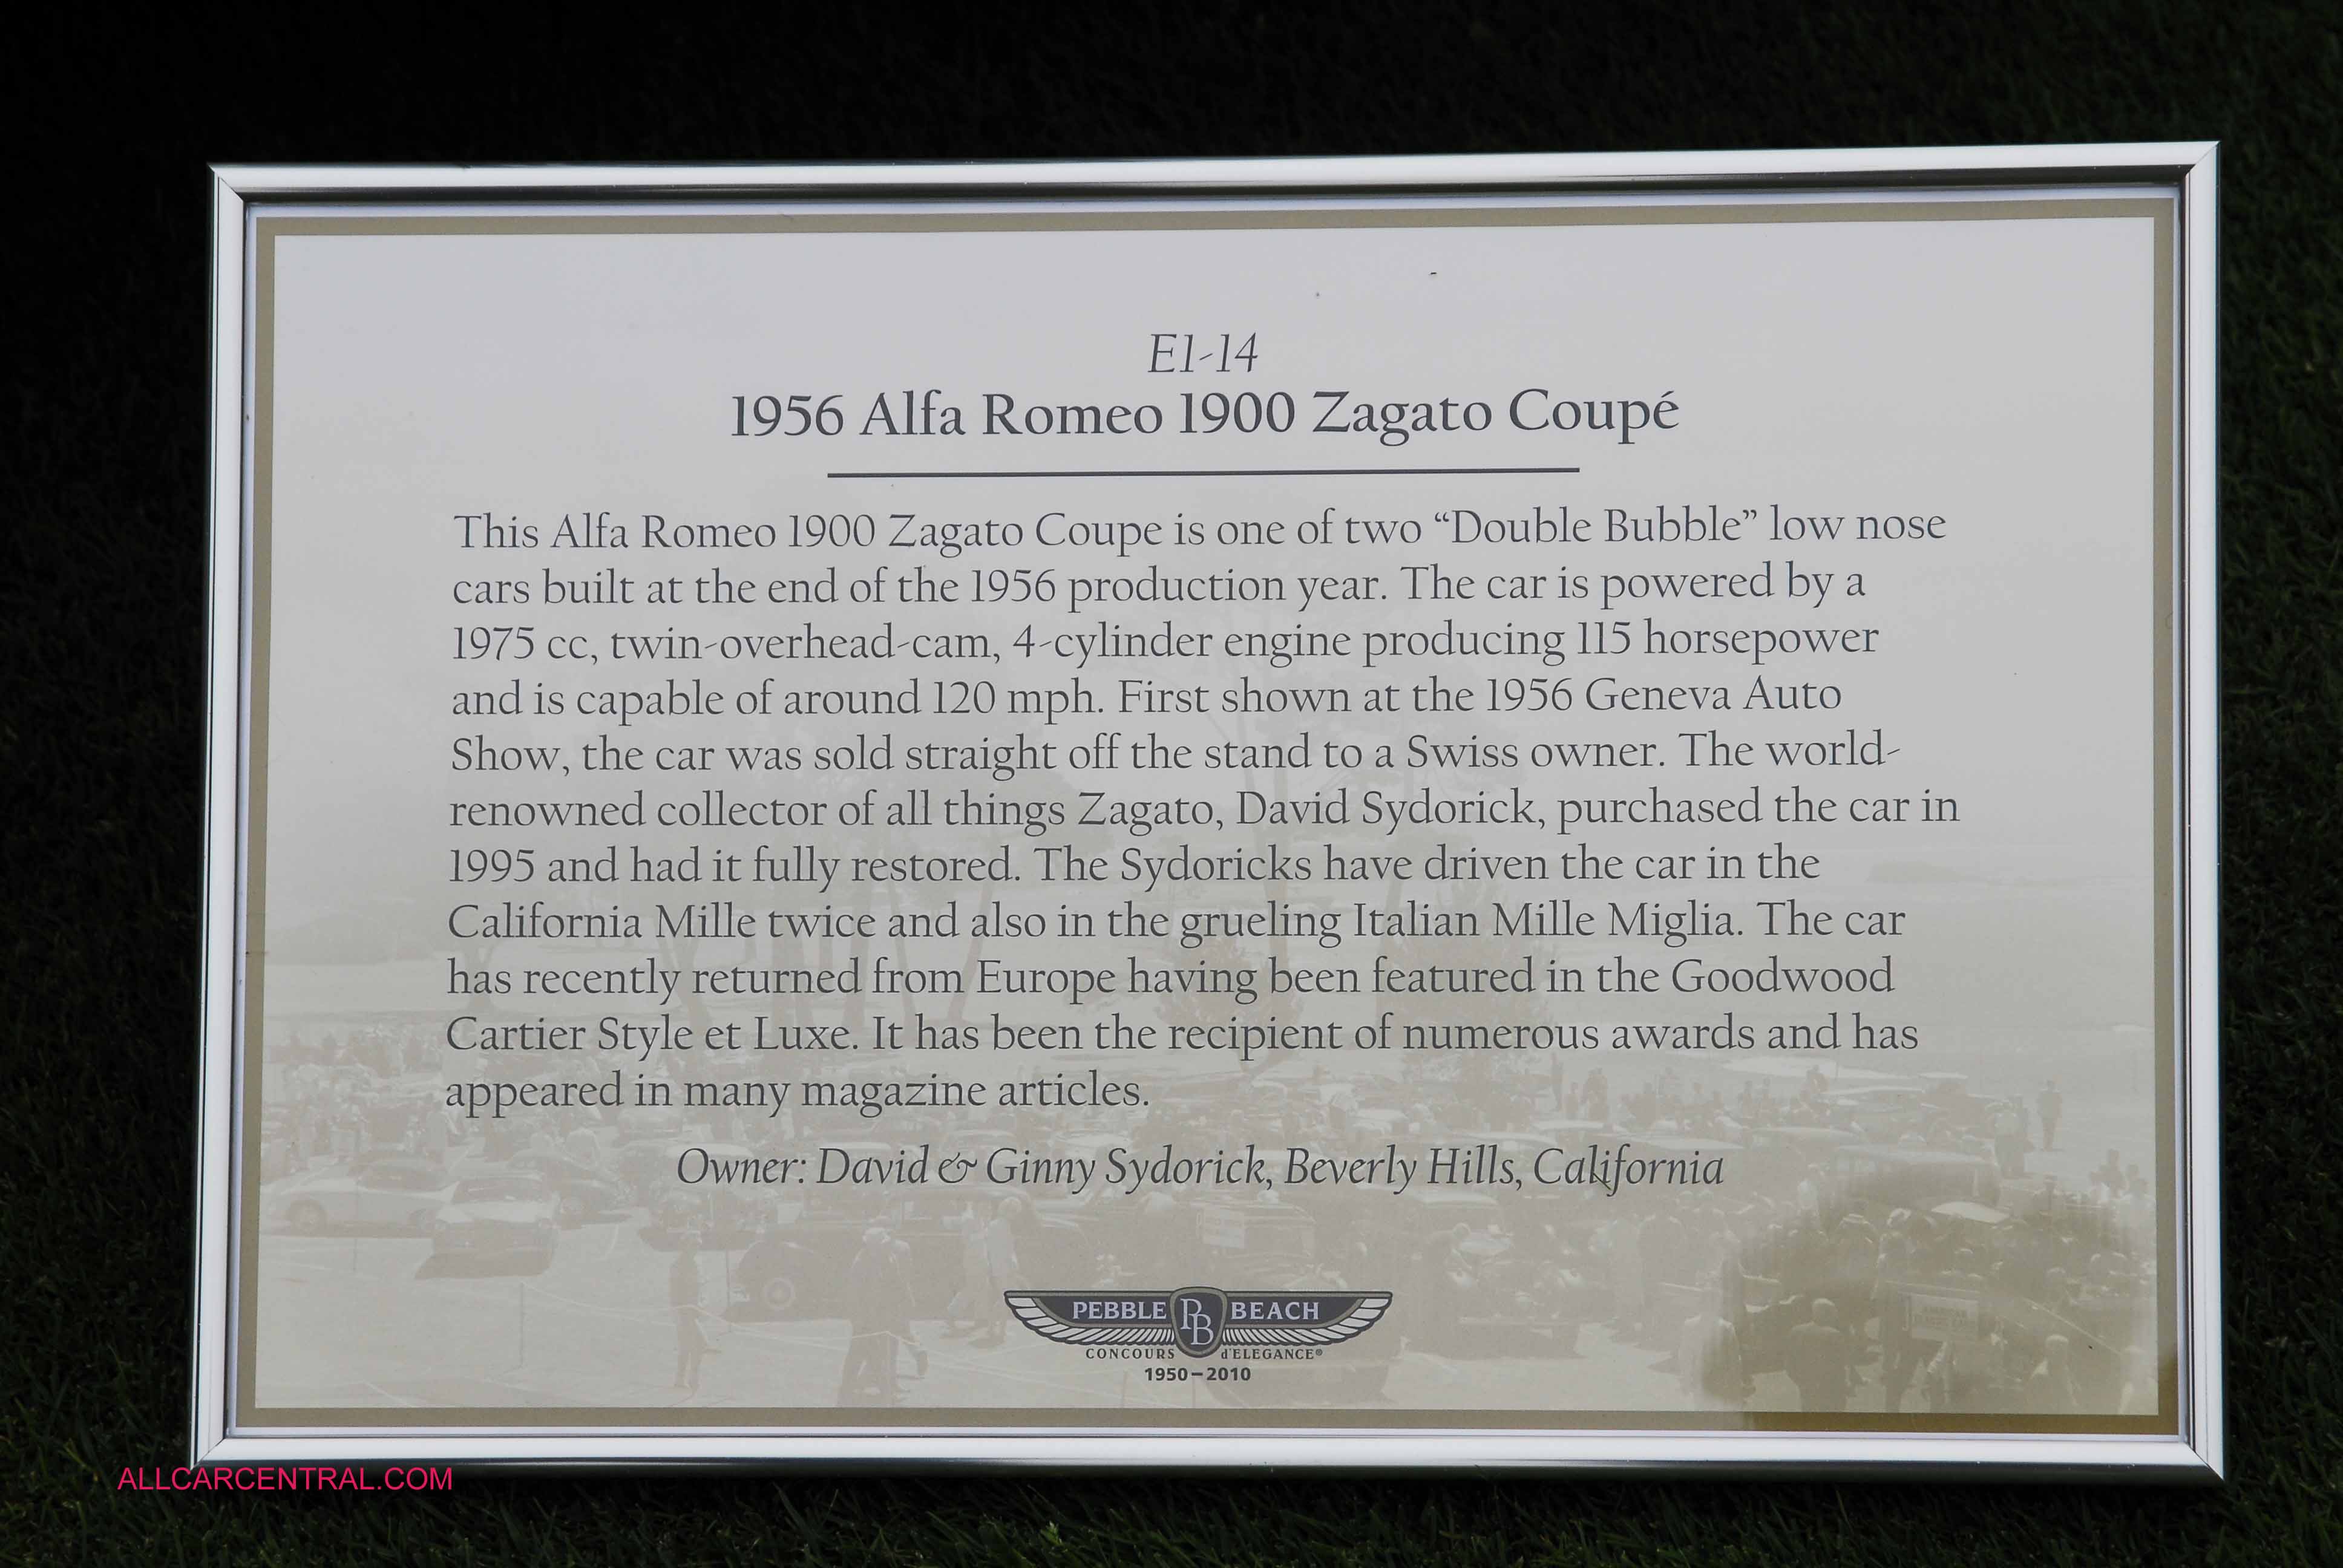 E1-14
1956 Alfa Romeo 1900 Zagato Coupé
This Alfa Romeo 1900 Zagato Coupe is one of two “Double Bubble” low nose
cars built at the end of the 1956 production year. The car is powered by a
1975 cc, twin-overhead-cam, 4-cylinder engine producing 115 horsepower
and is capable of around 120 mph. First shown at the 1956 Geneva Auto
Show, the car was sold straight off the stand to a Swiss owner. The world-
renowned collector of all things Zagato, David Sydorick, purchased the car in
1995 and had it fully restored. The Sydoricks have driven the car in the
California Mille twice and also in the grueling Italian Mille Miglia. The car
has recently returned from Europe having been featured in the Goodwood
Cartier Style et Luxe. It has been the recipient of numerous awards and has
appeared in many magazine articles.
Owner: David & Ginny Sydorick, Beverly Hills, California
PEBBLE PB BEACH
CONCOURS d'ELEGANCE®
1950-2010
ALLCARCENTRAL.COM